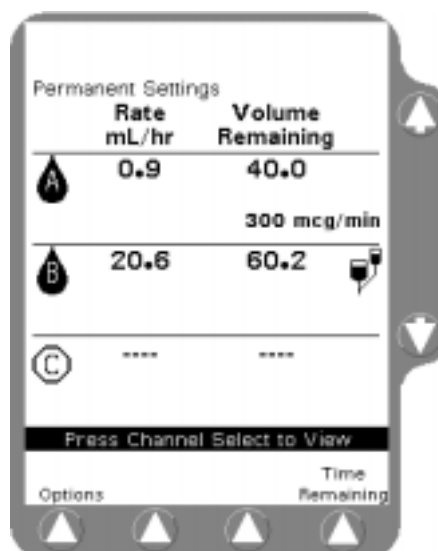 Permanent Settings
Rate Volume
mL/hr Remaining
A 0.9 40.0
300 mcg/min
B 20.6 60.2
C ---- ----
Press Channel Select to View
Time
Options Remaining